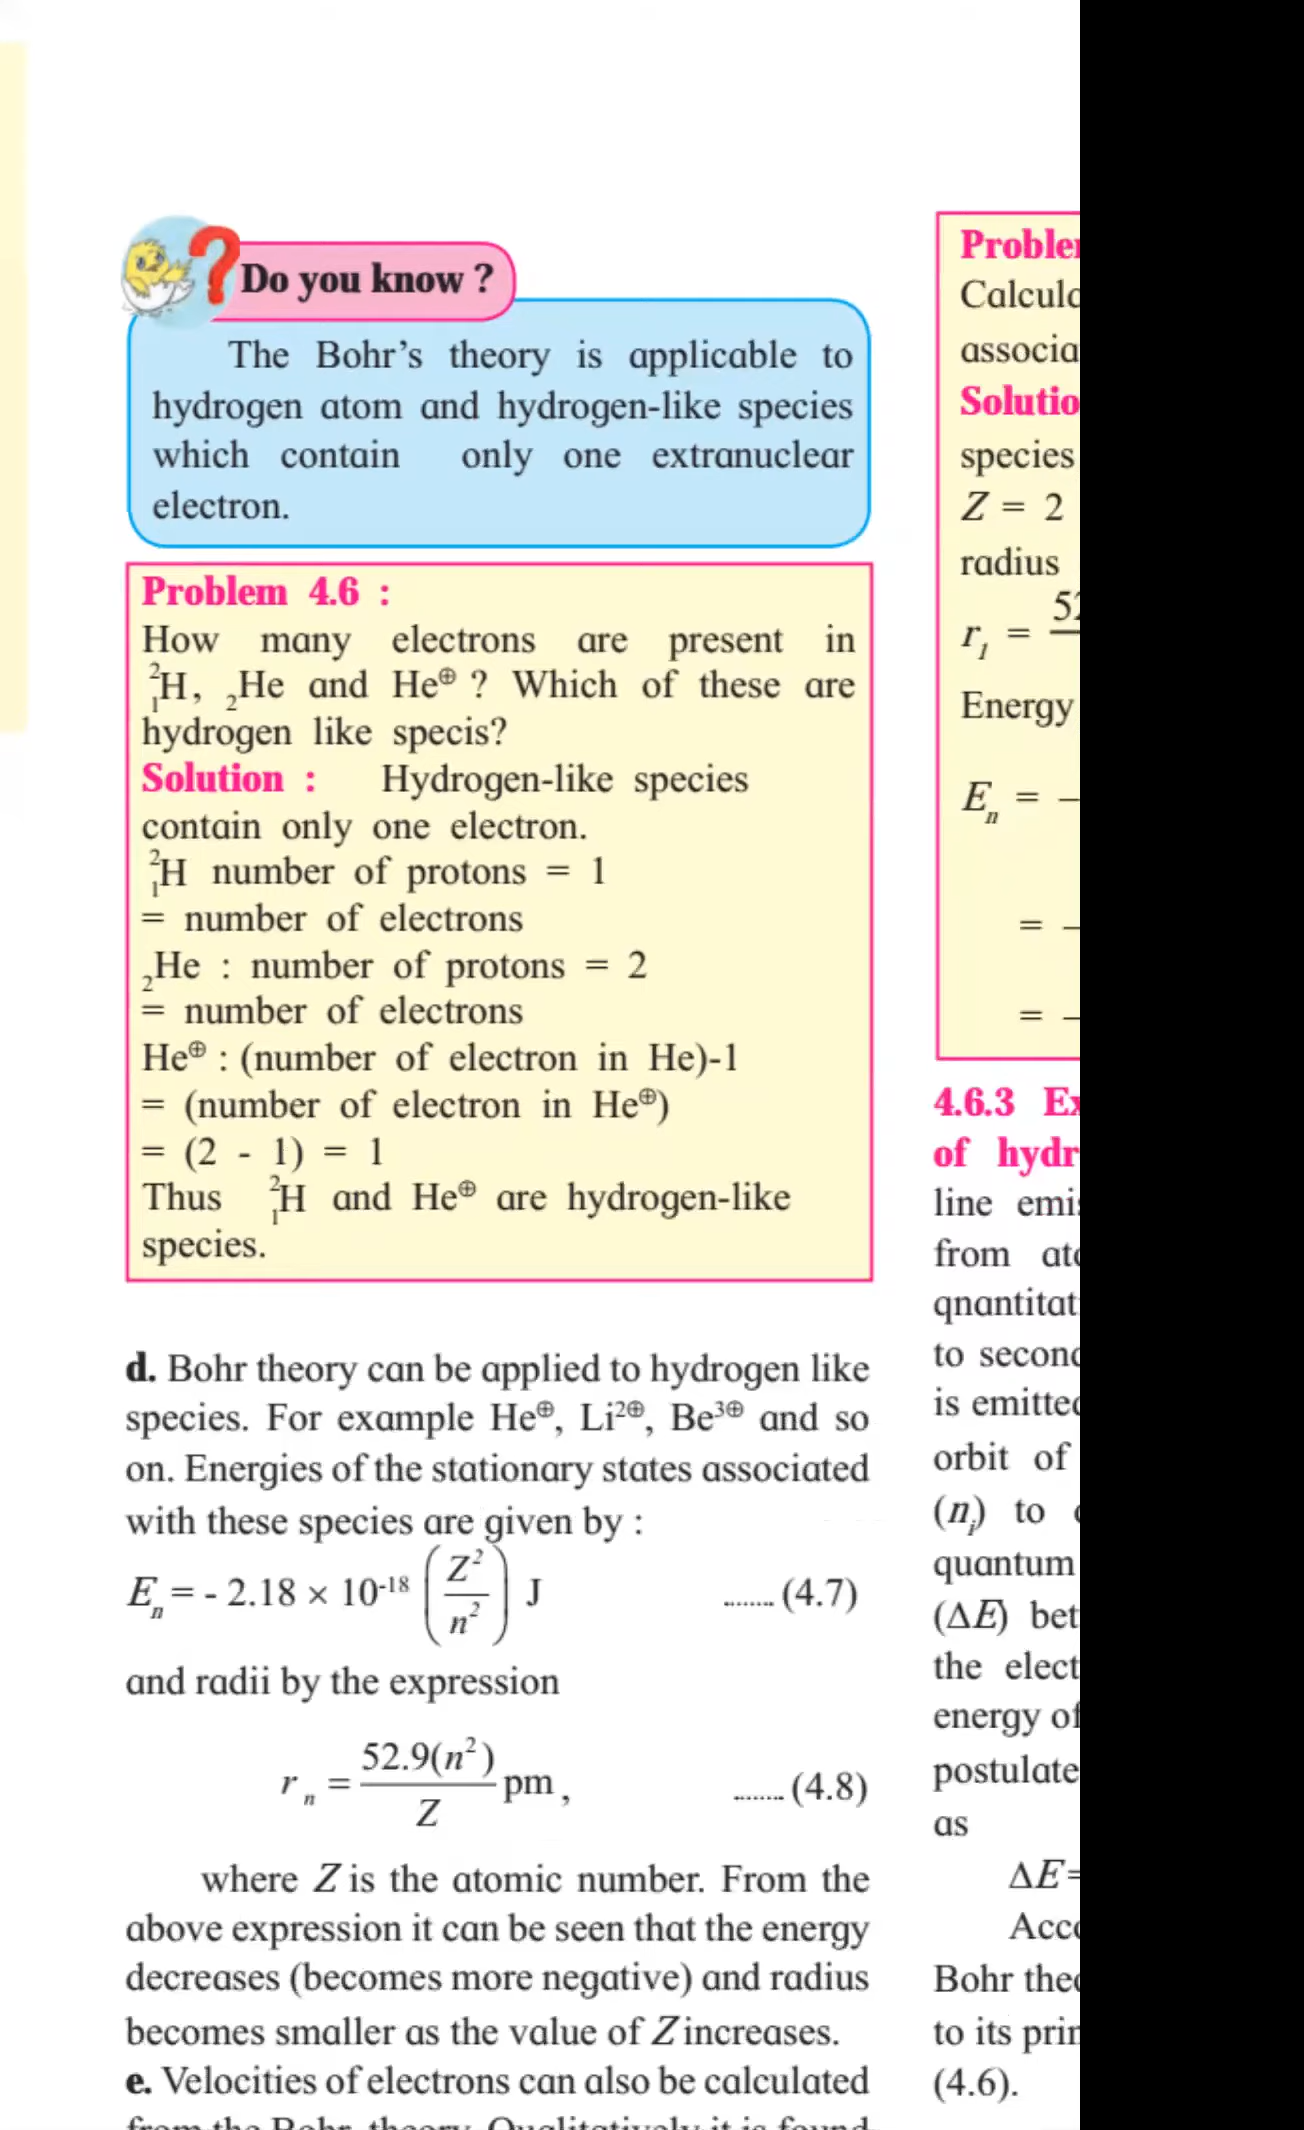 Do you know ?
The Bohr’s theory is applicable to
hydrogen atom and hydrogen-like species
which contain only one extranuclear
electron.
Problem 4.6 :
How many electrons are present in
²₁H, ₂He and He⊕ ? Which of these are
hydrogen like specis?
Solution : Hydrogen-like species
contain only one electron.
²₁H number of protons = 1
= number of electrons
₂He : number of protons = 2
= number of electrons
He⊕ : (number of electron in He)-1
= (number of electron in He⊕)
= (2 - 1) = 1
Thus ²₁H and He⊕ are hydrogen-like
species.
d. Bohr theory can be applied to hydrogen like
species. For example He⊕, Li²⊕, Be³⊕ and so
on. Energies of the stationary states associated
with these species are given by :
Eₙ = - 2.18 × 10⁻¹⁸ (Z²/n²) J ........ (4.7)
and radii by the expression
r ₙ = 52.9(n²)/Z pm , ........ (4.8)
where Z is the atomic number. From the
above expression it can be seen that the energy
decreases (becomes more negative) and radius
becomes smaller as the value of Z increases.
e. Velocities of electrons can also be calculated
from the Bohr theory. Qualitatively it is found
species
Z = 2
radius
r₁ =
Energy
Eₙ = –
= –
= –
4.6.3
of
line
from
to
is
orbit of
(nᵢ) to
quantum
(ΔE)
the
energy
as
ΔE=
Bohr
to its
(4.6).